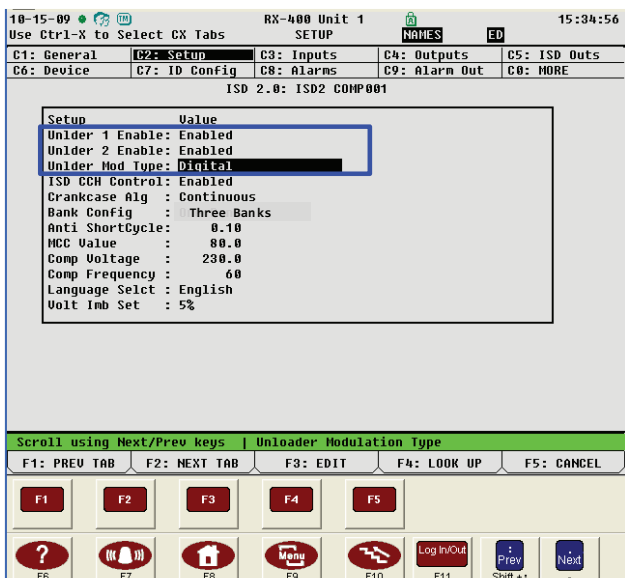 10-15-09 RX-400 Unit 1 15:34:56
Use Ctrl-X to Select CX Tabs SETUP NAMES ED
C1: General C2: Setup C3: Inputs C4: Outputs C5: ISD Outs
C6: Device C7: ID Config C8: Alarms C9: Alarm Out C0: MORE
ISD 2.0: ISD2 COMP001
Setup Value
Unlder 1 Enable: Enabled
Unlder 2 Enable: Enabled
Unlder Mod Type: Digital
ISD CCH Control: Enabled
Crankcase Alg : Continuous
Bank Config : Three Banks
Anti ShortCycle: 0.10
MCC Value : 80.0
Comp Voltage : 230.0
Comp Frequency : 60
Language Selct : English
Volt Imb Set : 5%
Scroll using Next/Prev keys | Unloader Modulation Type
F1: PREV TAB F2: NEXT TAB F3: EDIT F4: LOOK UP F5: CANCEL
F1 F2 F3 F4 F5
? Menu Log In/Out : Prev . Next
F6 F7 F8 F9 F10 F11 Shift +: